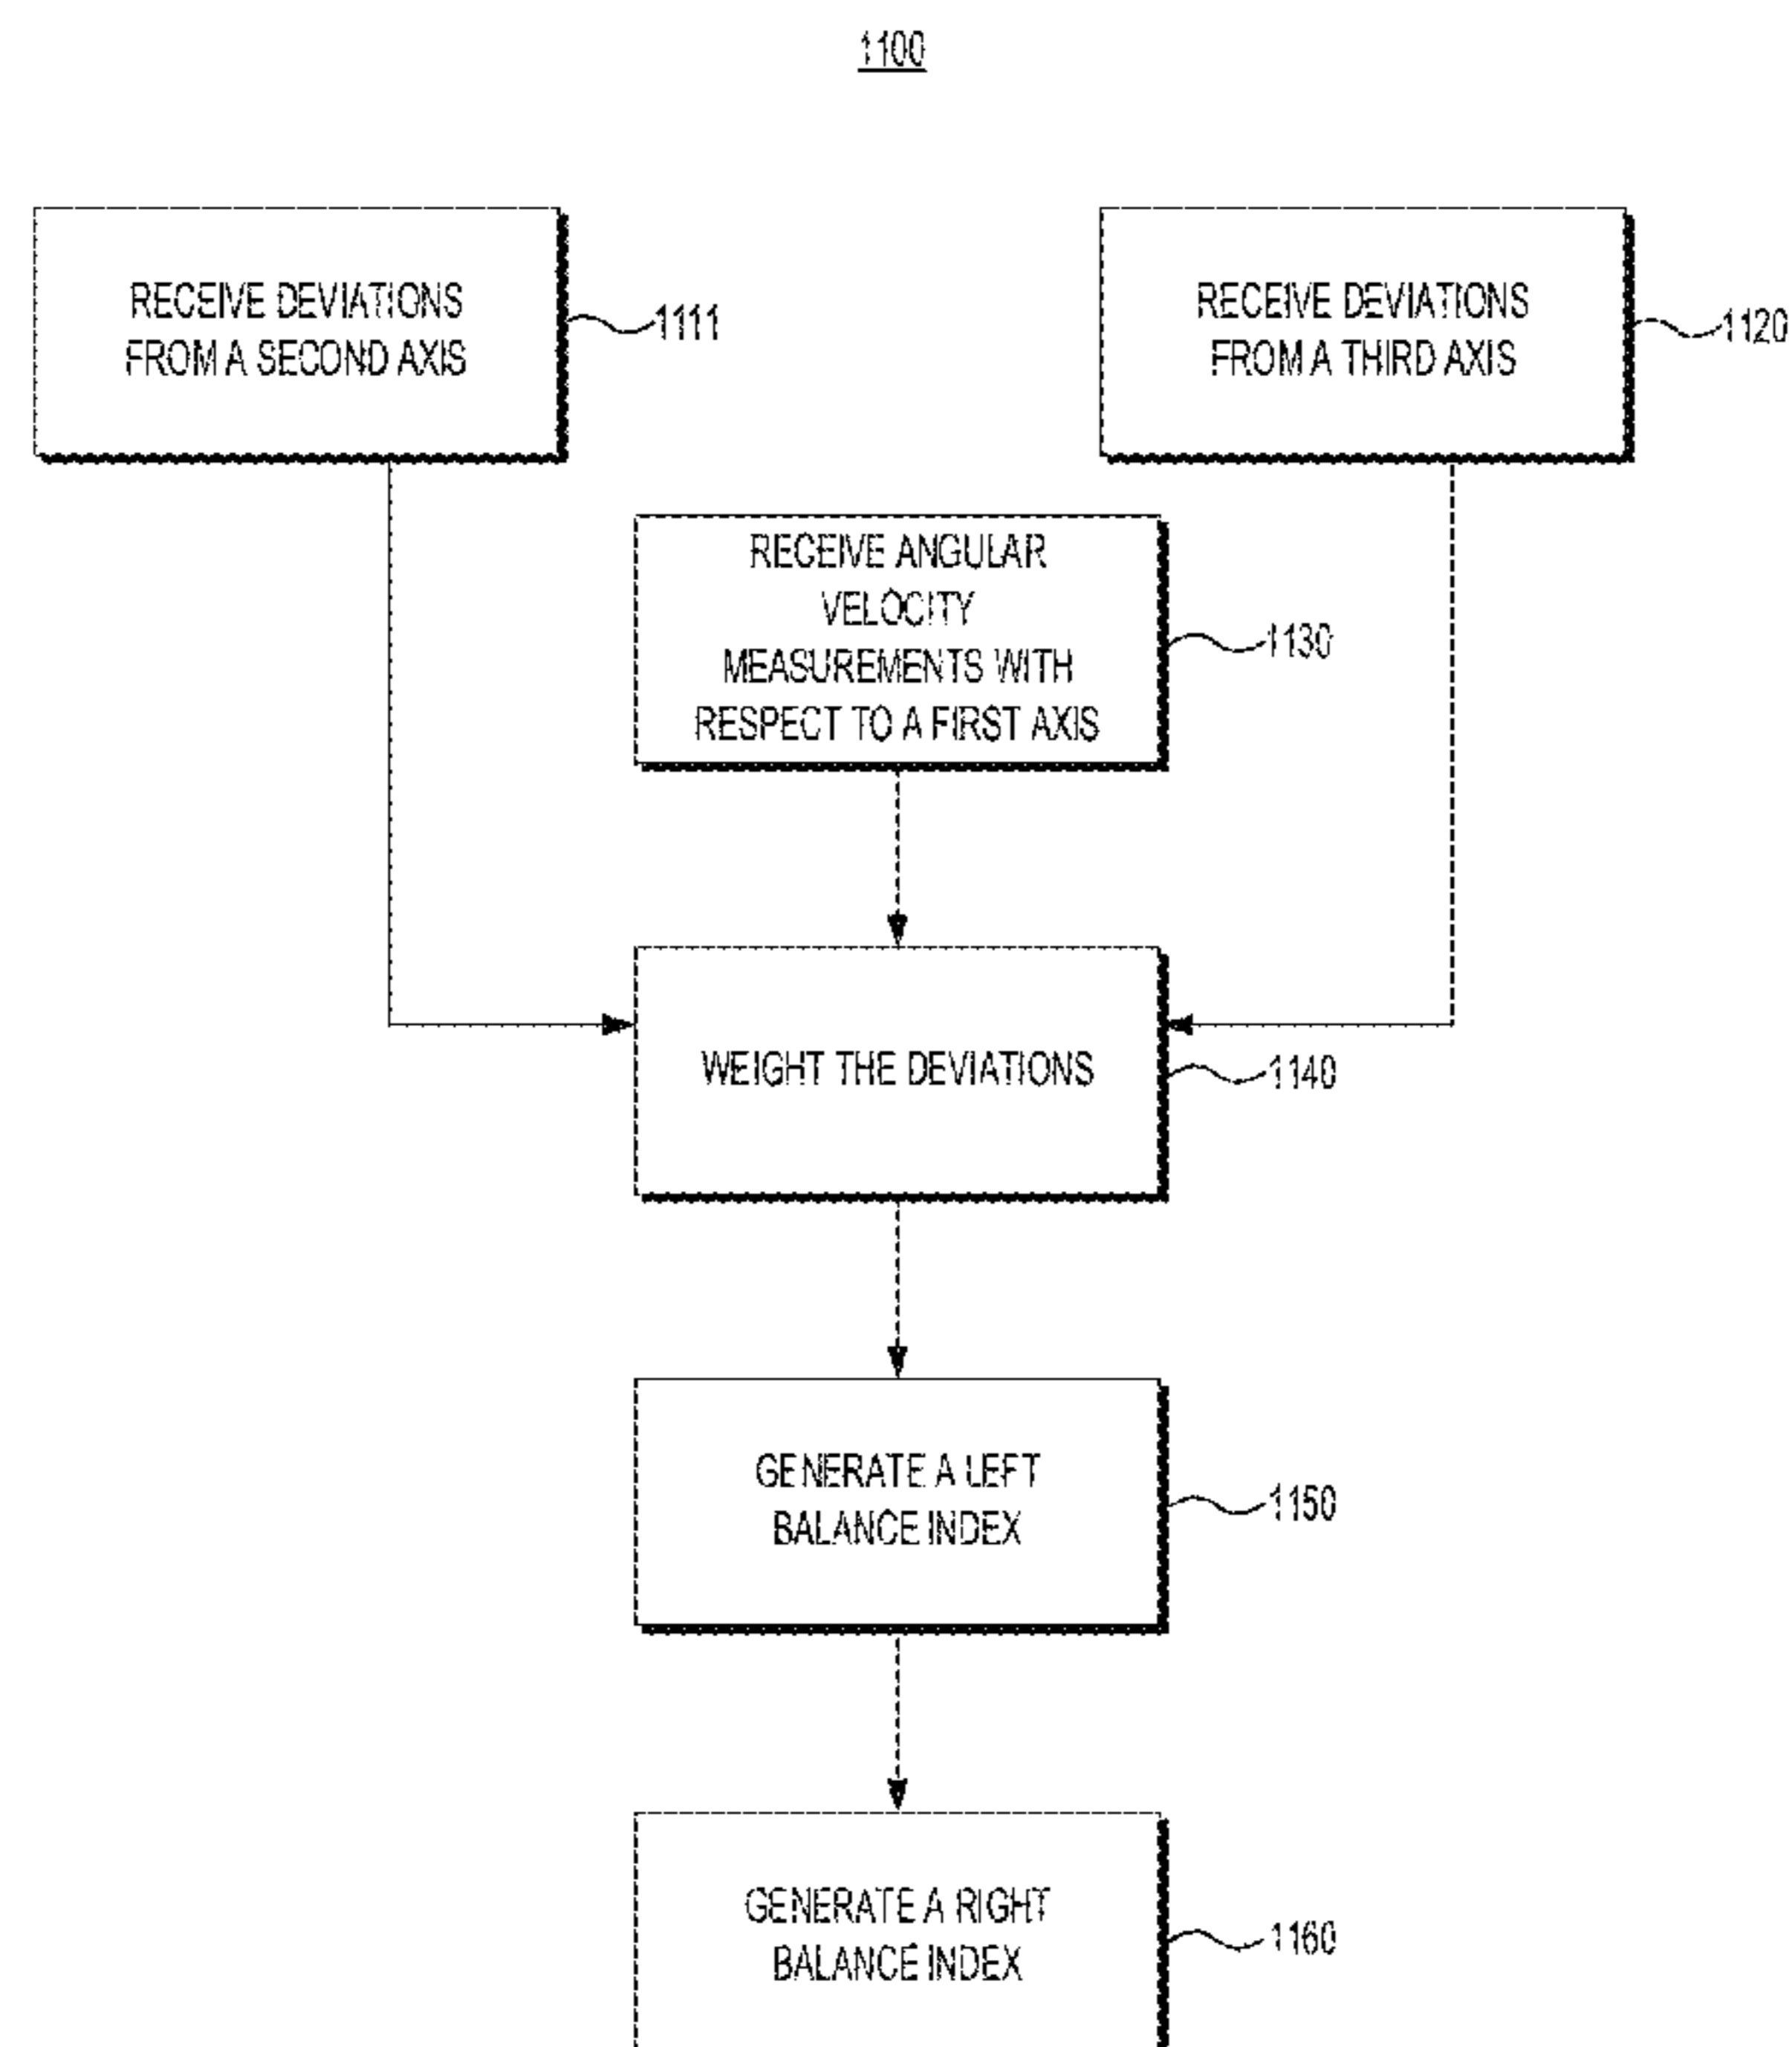 1100
RECEIVE DEVIATIONS
FROM A SECOND AXIS
1111
RECEIVE DEVIATIONS
FROM A THIRD AXIS
1120
RECEIVE ANGULAR
VELOCITY
MEASUREMENTS WITH
RESPECT TO A FIRST AXIS
1130
WEIGHT THE DEVIATIONS
1140
GENERATE A LEFT
BALANCE INDEX
1150
GENERATE A RIGHT
BALANCE INDEX
1160